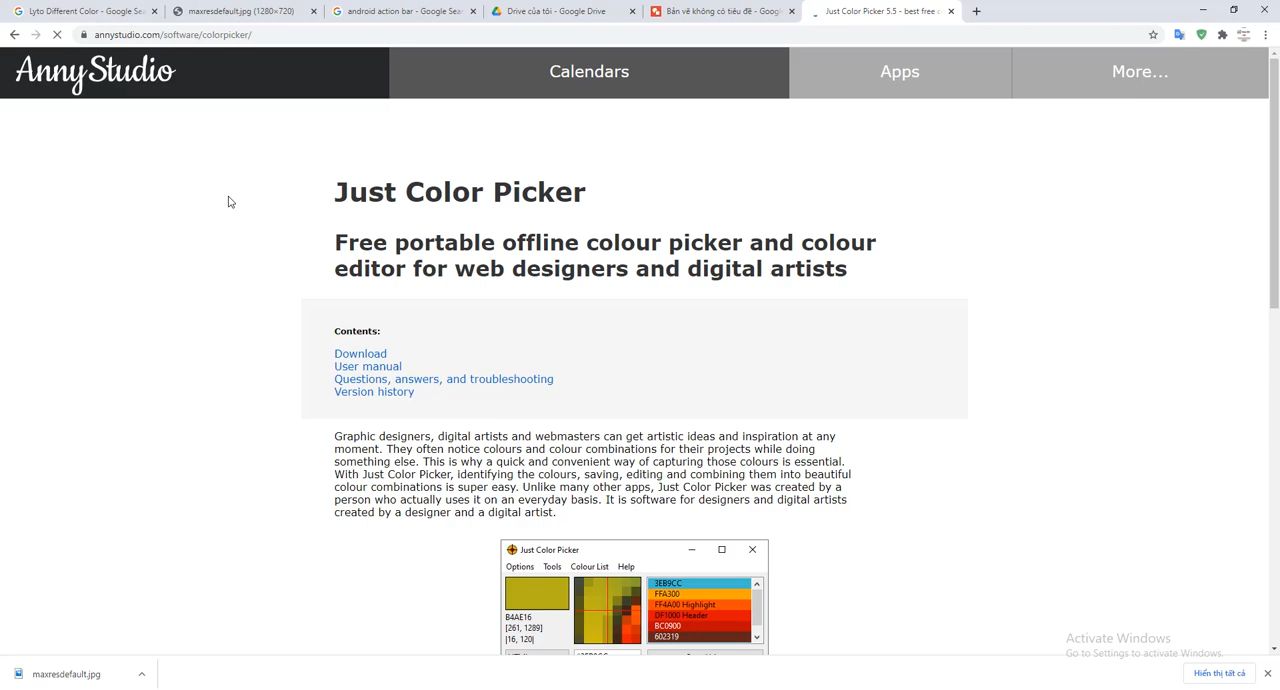 Lyto Different Color - Google Sea
maxresdefault.jpg (1280×720)
android action bar - Google Sea
Drive của tôi - Google Drive
Bản vẽ không có tiêu đề - Googl
Just Color Picker 5.5 - best free c
annystudio.com/software/colorpicker/
AnnyStudio
Calendars
Apps
More...
Just Color Picker
Free portable offline colour picker and colour
editor for web designers and digital artists
Contents:
Download
User manual
Questions, answers, and troubleshooting
Version history
Graphic designers, digital artists and webmasters can get artistic ideas and inspiration at any
moment. They often notice colours and colour combinations for their projects while doing
something else. This is why a quick and convenient way of capturing those colours is essential.
With Just Color Picker, identifying the colours, saving, editing and combining them into beautiful
colour combinations is super easy. Unlike many other apps, Just Color Picker was created by a
person who actually uses it on an everyday basis. It is software for designers and digital artists
created by a designer and a digital artist.
Just Color Picker
Options Tools Colour List Help
B4AE16
[261, 1289]
|16, 120|
3EB9CC
FFA300
FF4A00 Highlight
DF1000 Header
BC0900
602319
Activate Windows
Go to Settings to activate Windows.
maxresdefault.jpg
Hiển thị tất cả